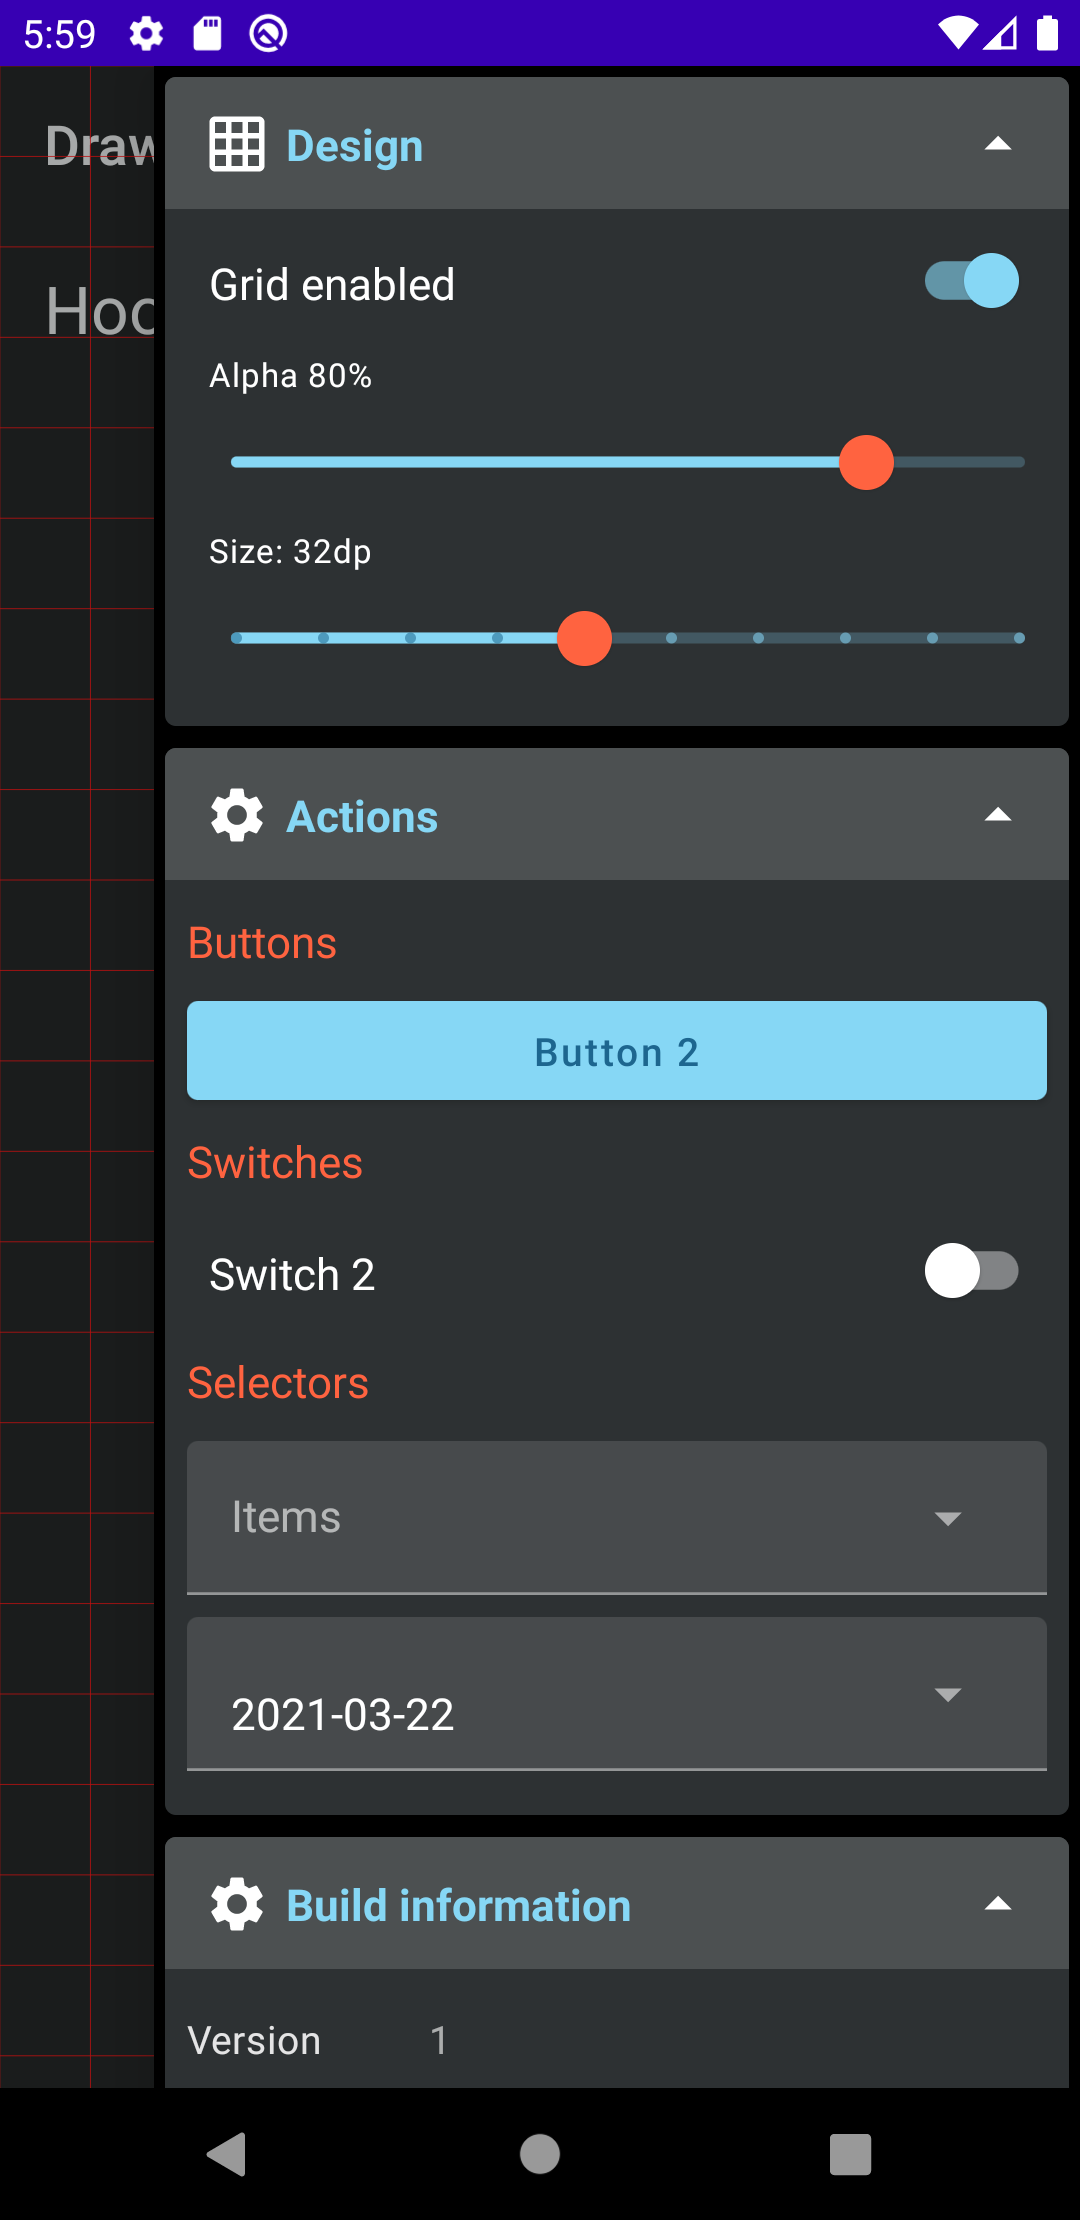 5:59
Draw
Design
Grid enabled
Hoo
Alpha 80%
Size: 32dp
Actions
Buttons
Button 2
Switches
Switch 2
Selectors
Items
2021-03-22
Build information
Version 1